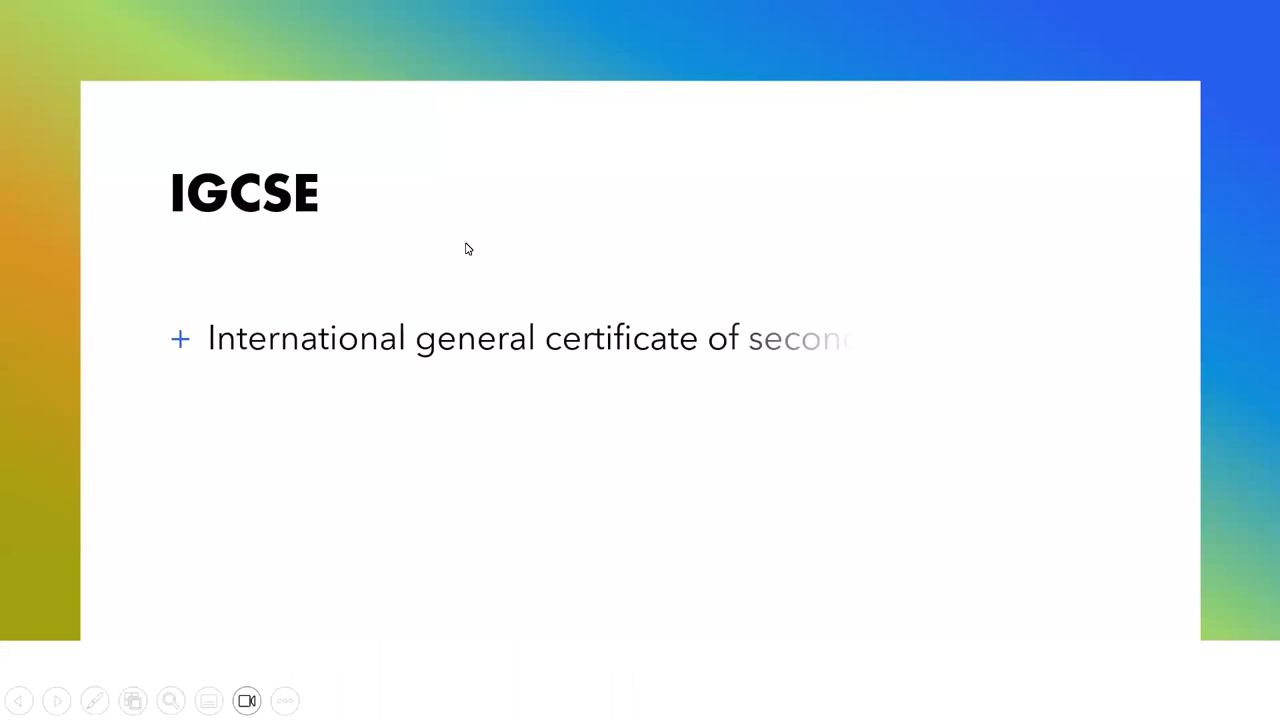 IGCSE
+ International general certificate of secon